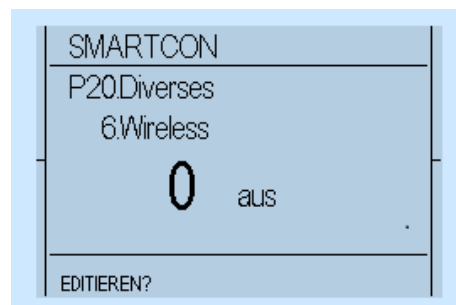 SMARTCON
P20.Diverses
6.Wireless
0 aus
.
EDITIEREN?